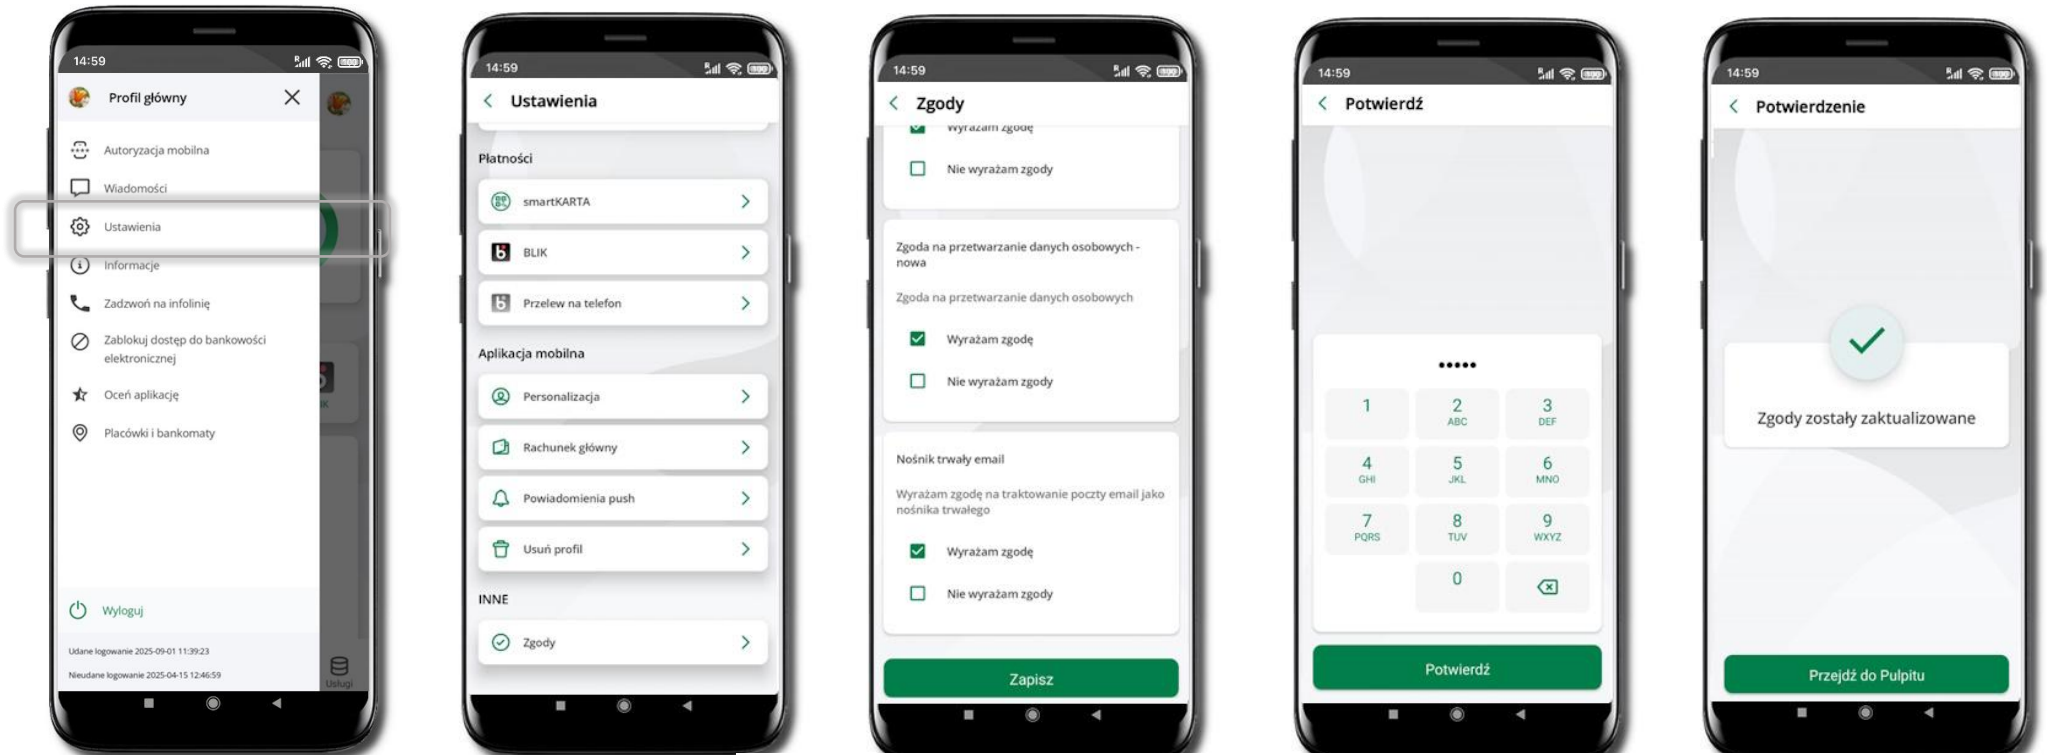 14:59
Profil główny
Autoryzacja mobilna
Wiadomości
Ustawienia
Informacje
Zadzwoń na infolinię
Zablokuj dostęp do bankowości
elektronicznej
Oceń aplikację
Placówki i bankomaty
Wyloguj
Udane logowanie 2025-09-01 11:39:23
Nieudane logowanie 2025-04-15 12:46:59
Usługi
14:59
Ustawienia
Płatności
smartKARTA
BLIK
Przelew na telefon
Aplikacja mobilna
Personalizacja
Rachunek główny
Powiadomienia push
Usuń profil
INNE
Zgody
14:59
Zgody
Wyrażam zgodę
Nie wyrażam zgody
Zgoda na przetwarzanie danych osobowych -
nowa
Zgoda na przetwarzanie danych osobowych
Wyrażam zgodę
Nie wyrażam zgody
Nośnik trwały email
Wyrażam zgodę na traktowanie poczty email jako
nośnika trwałego
Wyrażam zgodę
Nie wyrażam zgody
Zapisz
14:59
Potwierdź
1 2 3
ABC DEF
4 5 6
GHI JKL MNO
7 8 9
PQRS TUV WXYZ
0
Potwierdź
14:59
Potwierdzenie
Zgody zostały zaktualizowane
Przejdź do Pulpitu